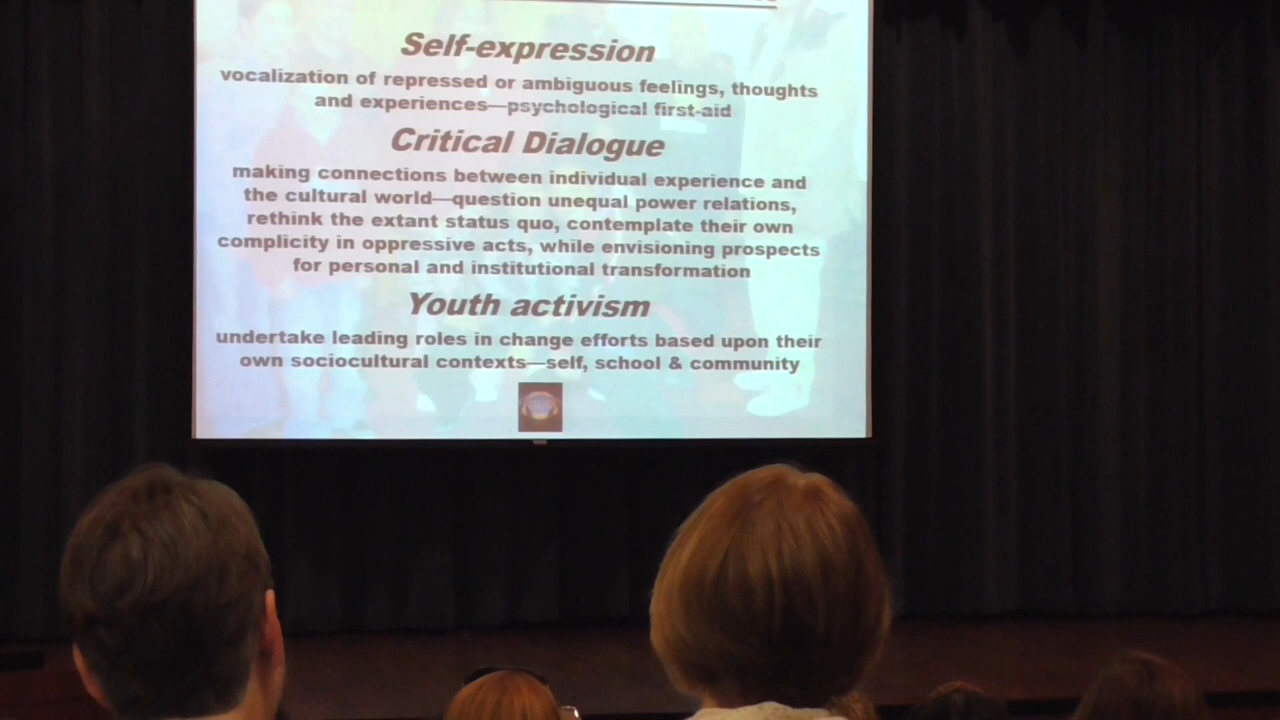 Self-expression
vocalization of repressed or ambiguous feelings, thoughts
and experiences—psychological first-aid
Critical Dialogue
making connections between individual experience and
the cultural world—question unequal power relations,
rethink the extant status quo, contemplate their own
complicity in oppressive acts, while envisioning prospects
for personal and institutional transformation
Youth activism
undertake leading roles in change efforts based upon their
own sociocultural contexts—self, school & community